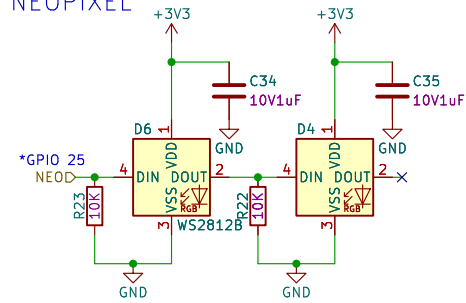 NEOPIXEL
+3V3
+3V3
C34
10V1uF
C35
10V1uF
GND
GND
D6
1
VDD
D4
1
VDD
*GPIO 25
NEO
4
DIN
DOUT
2
4
DIN
DOUT
2
R23
10K
VSS
RGB
3
WS2812B
R22
10K
VSS
RGB
3
GND
GND